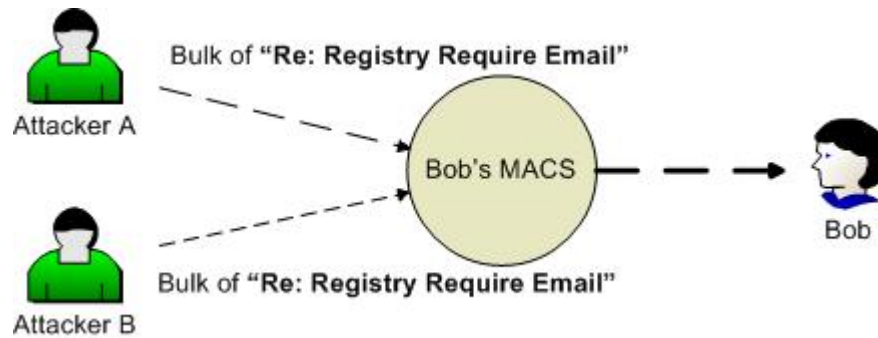 Bulk of “Re: Registry Require Email”
Attacker A
Bob's MACS
Bob
Bulk of “Re: Registry Require Email”
Attacker B